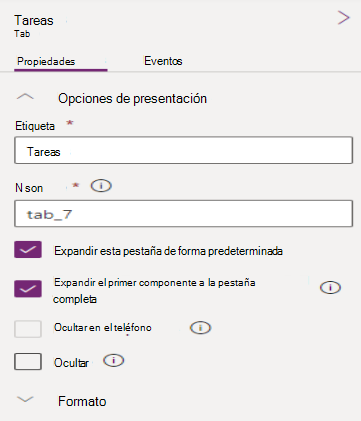 Tareas
Tab
Propiedades
Eventos
Opciones de presentación
Etiqueta *
Tareas
N son *
tab_7
Expandir esta pestaña de forma predeterminada
Expandir el primer componente a la pestaña
completa
Ocultar en el teléfono
Ocultar
Formato